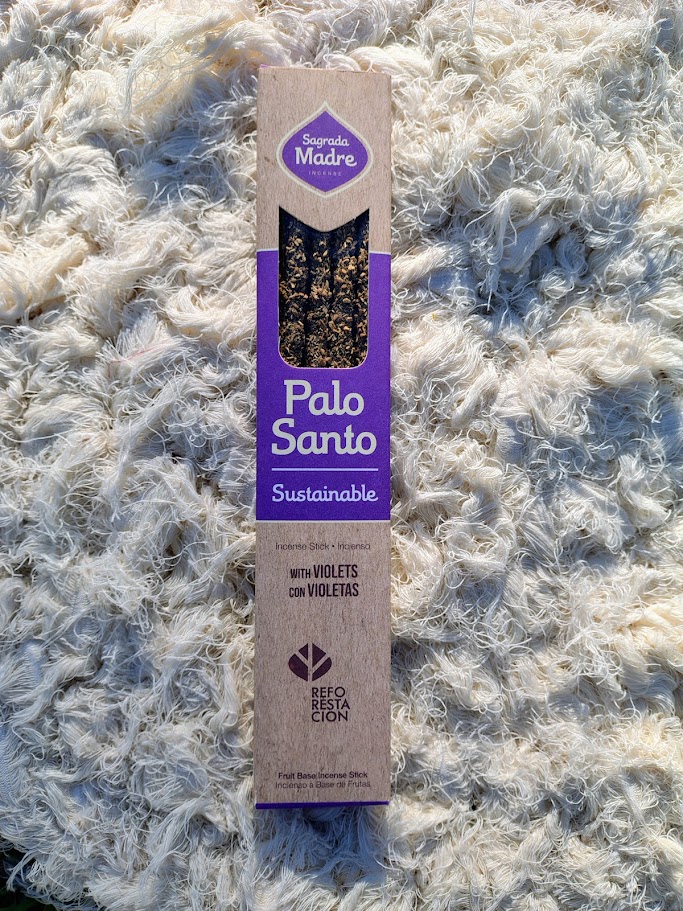 Sagrada
Madre
INCENSE
Palo
Santo
Sustainable
Incense Stick • Incienso
WITH VIOLETS
CON VIOLETAS
REFO
RESTA
CION
Fruit Base Incense Stick
Incienso a Base de Frutas